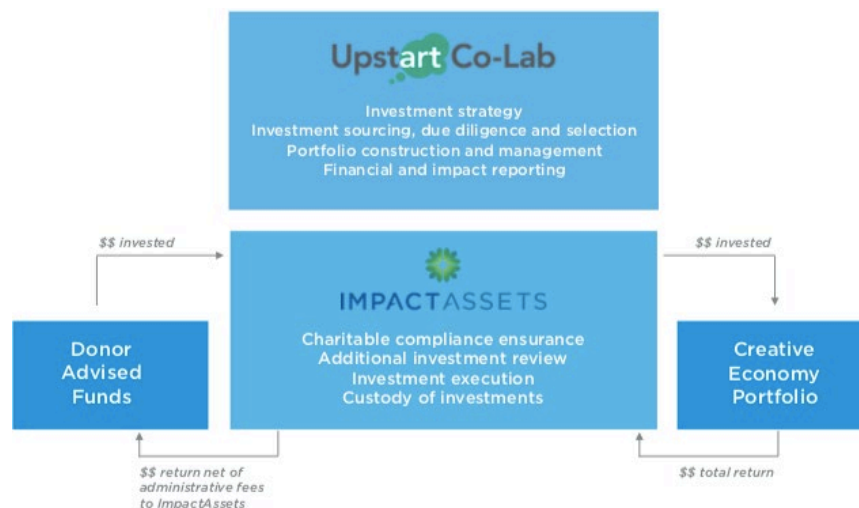 Upstart Co-Lab
Investment strategy
Investment sourcing, due diligence and selection
Portfolio construction and management
Financial and impact reporting
$$ invested
$$ invested
IMPACTASSETS
Charitable compliance ensurance
Additional investment review
Investment execution
Custody of investments
Donor
Advised
Funds
Creative
Economy
Portfolio
$$ return net of
administrative fees
to ImpactAssets
$$ total return